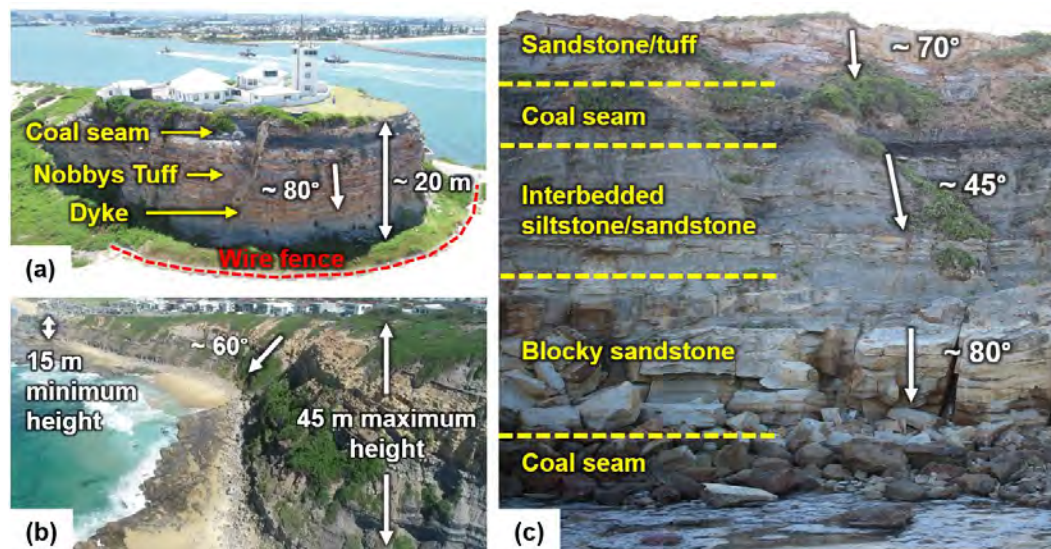 Coal seam
Nobbys Tuff
Dyke
~ 80°
~ 20 m
Wire fence
(a)
15 m
minimum
height
~ 60°
45 m maximum
height
(b)
Sandstone/tuff
~ 70°
Coal seam
Interbedded
siltstone/sandstone
~ 45°
Blocky sandstone
~ 80°
Coal seam
(c)